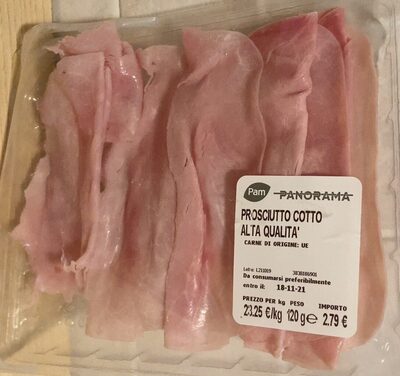 Pam PANORAMA
PROSCIUTTO COTTO
ALTA QUALITA'
CARNE DI ORIGINE: UE
Da consumarsi preferibilmente
entro il: 18-11-21
PREZZO PER kg PESO IMPORTO
23.25 €/kg 120 g e 2.79 €